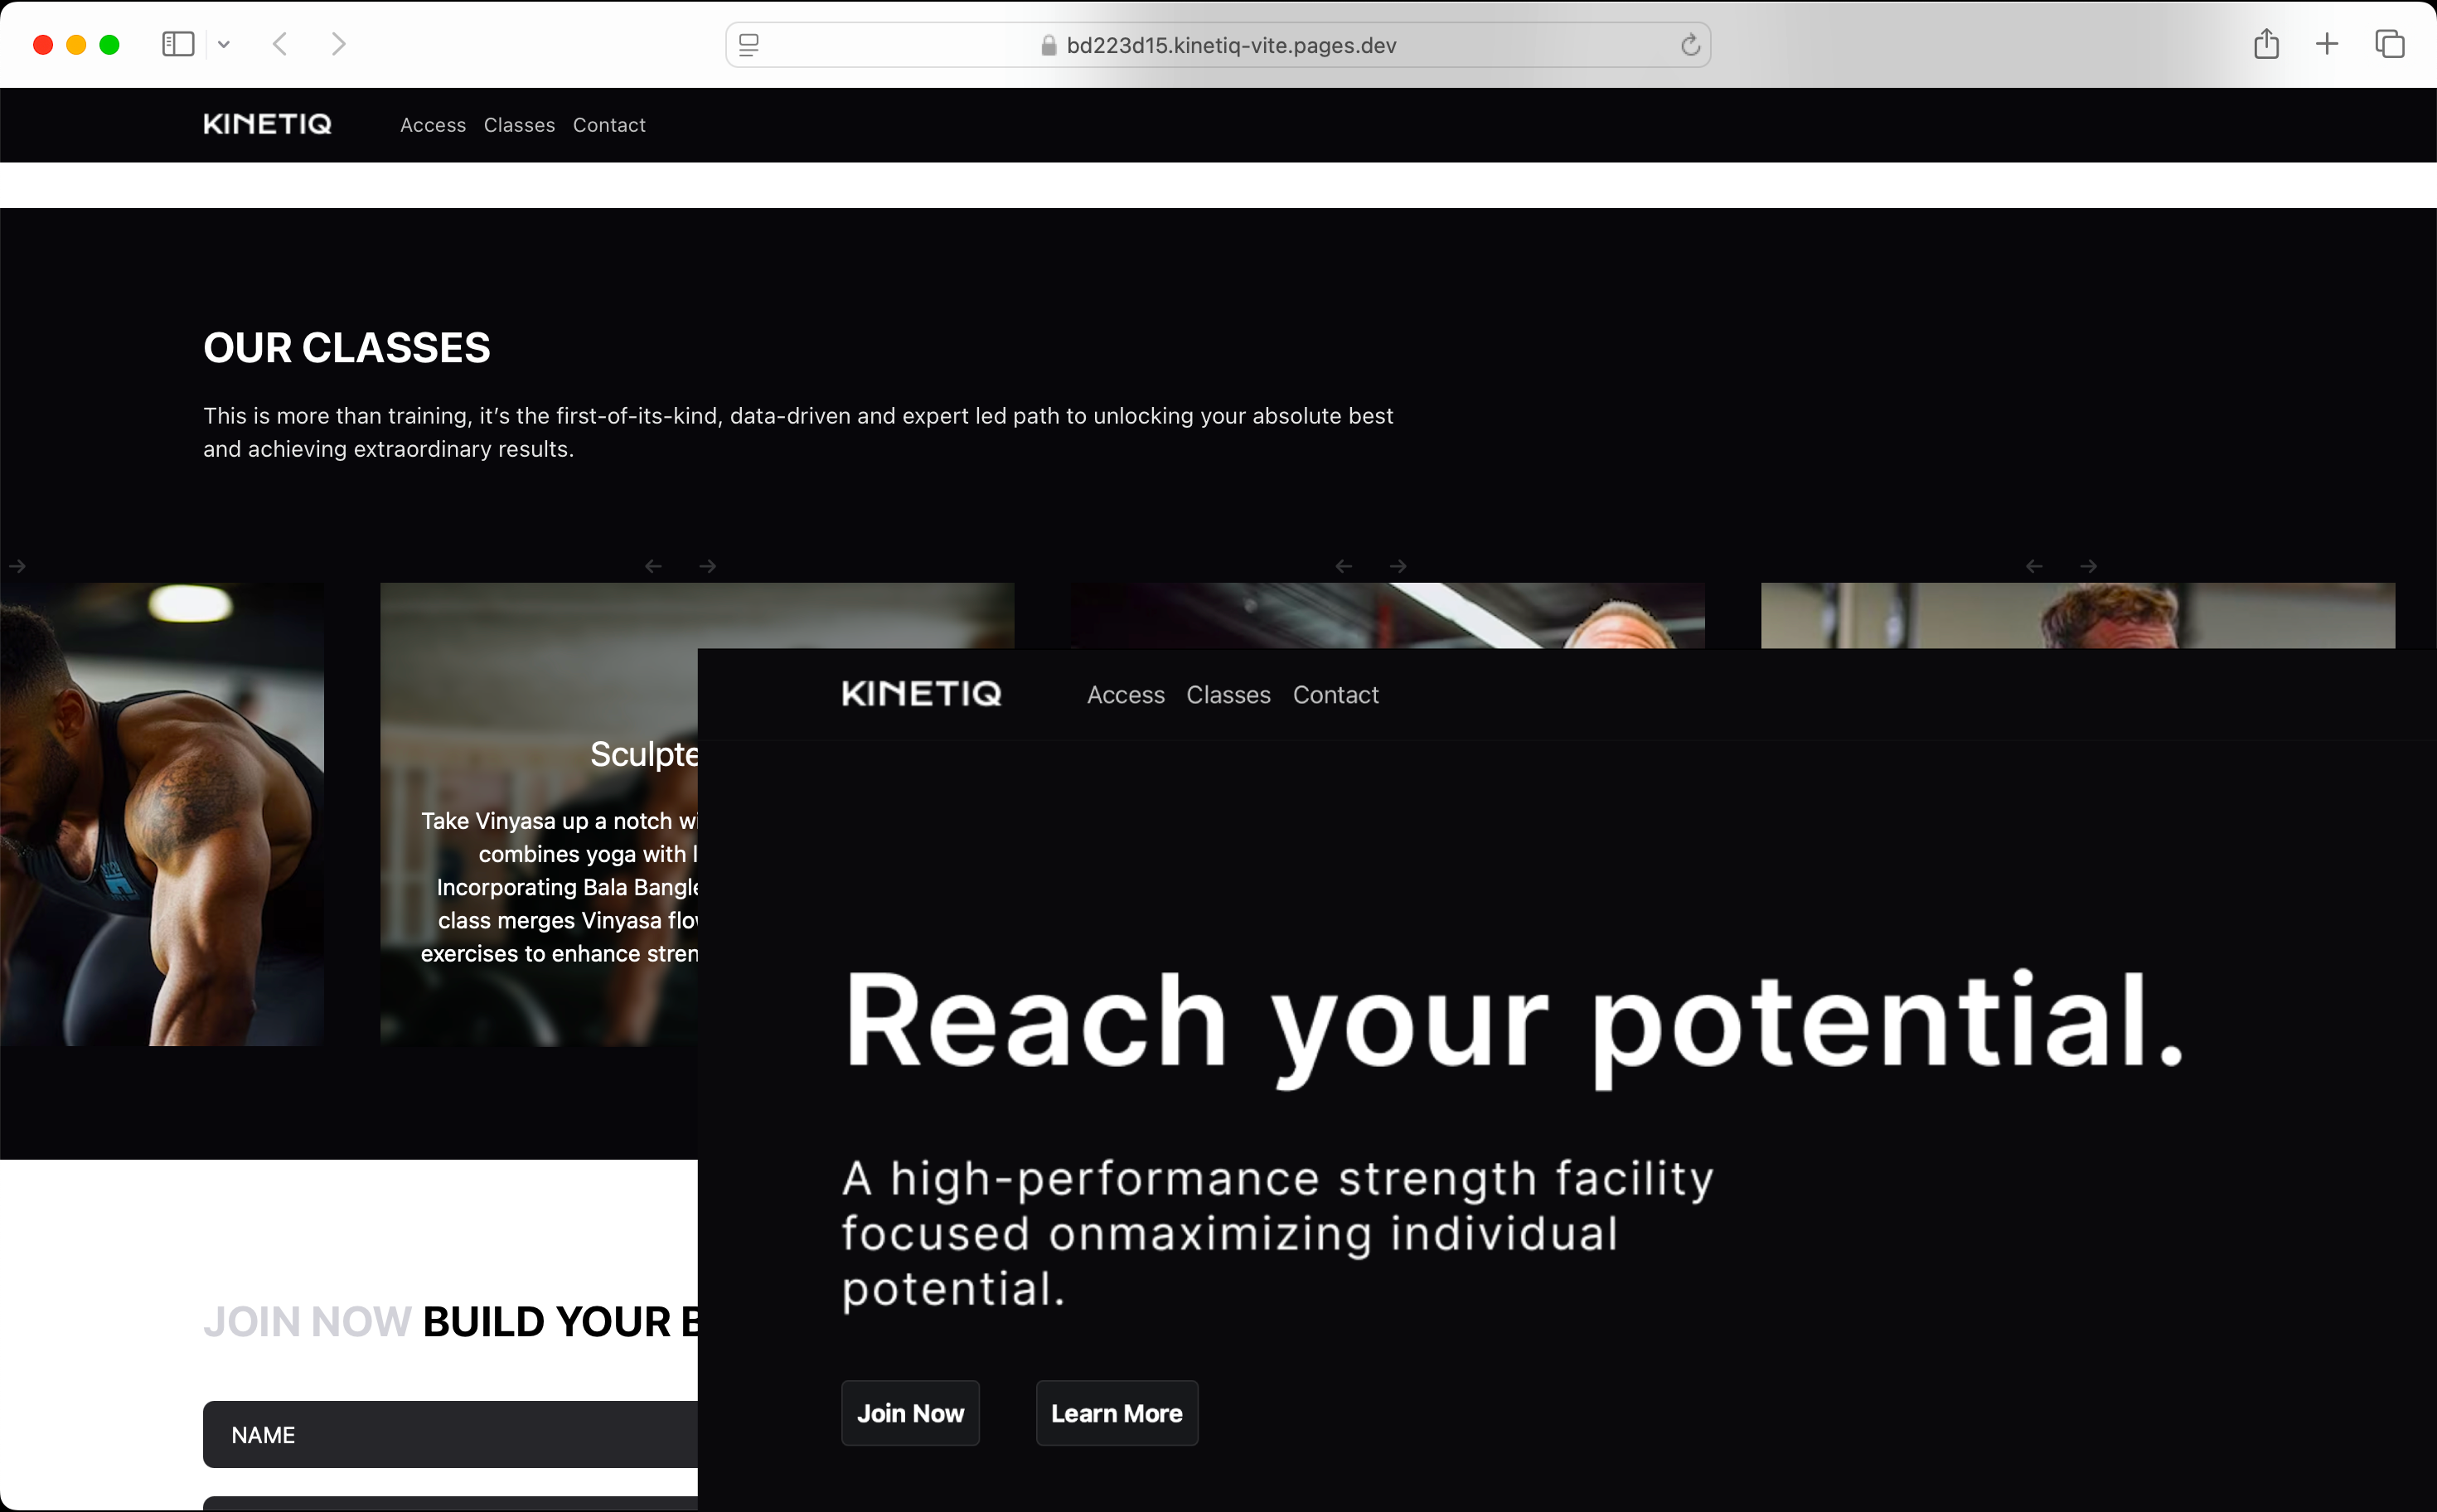 bd223d15.kinetiq-vite.pages.dev
KINETIQ Access Classes Contact
OUR CLASSES
This is more than training, it’s the first-of-its-kind, data-driven and expert led path to unlocking your absolute best
and achieving extraordinary results.
Sculpte
Take Vinyasa up a notch wi
combines yoga with l
Incorporating Bala Bangle
class merges Vinyasa flow
exercises to enhance stren
JOIN NOW BUILD YOUR B
NAME
KINETIQ Access Classes Contact
Reach your potential.
A high-performance strength facility
focused onmaximizing individual
potential.
Join Now Learn More